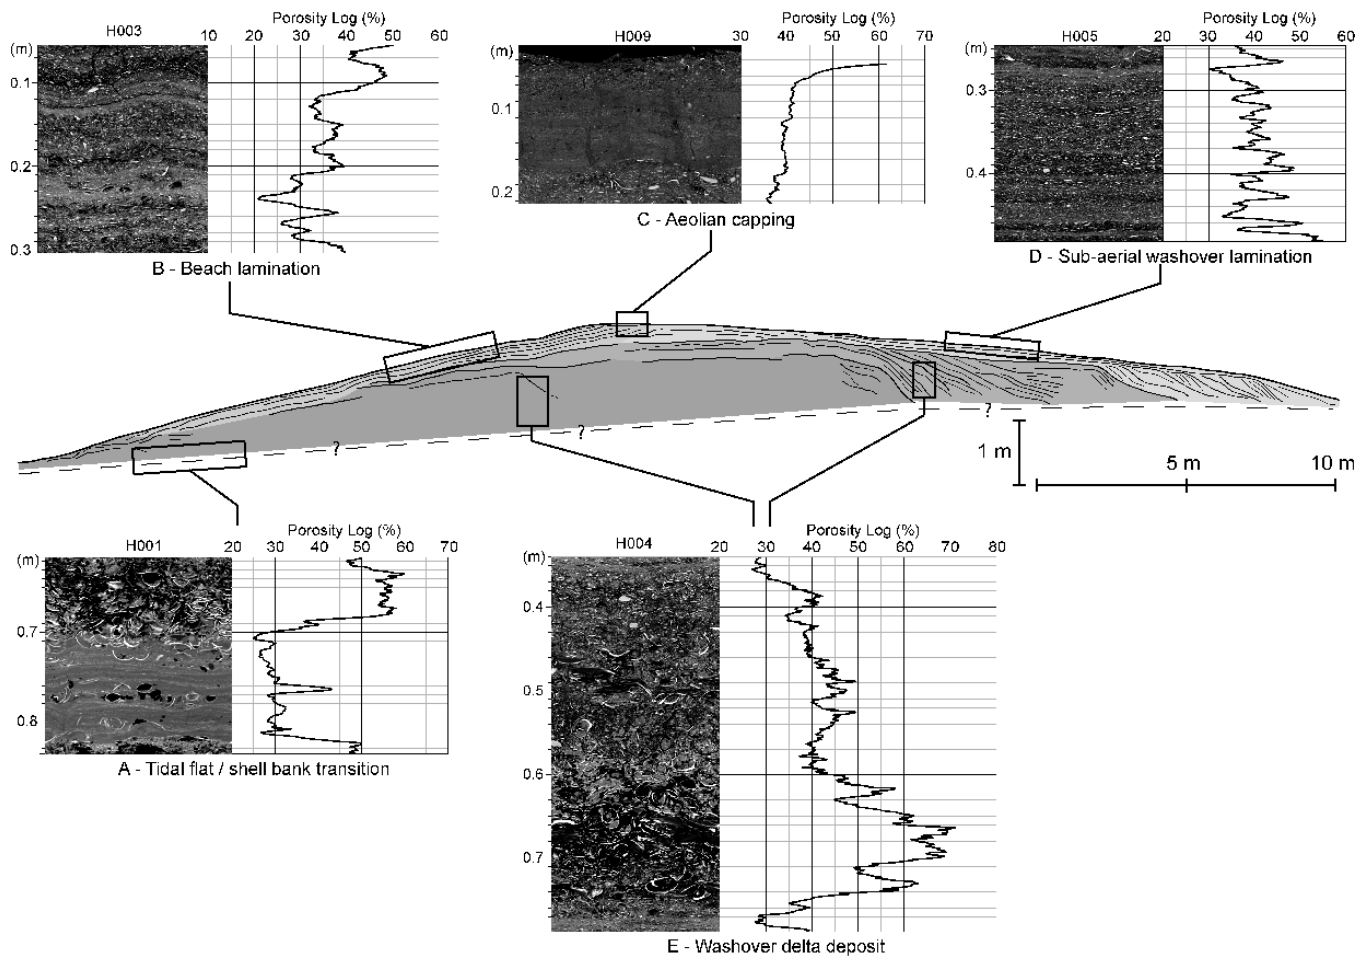 Porosity Log (%)
(m) H003 10 20 30 40 50 60
0.1
0.2
0.3
B - Beach lamination
Porosity Log (%)
(m) H009 30 40 50 60 70
0.1
0.2
C - Aeolian capping
Porosity Log (%)
(m) H005 20 30 40 50 60
0.3
0.4
D - Sub-aerial washover lamination
? ? ?
1 m
5 m 10 m
Porosity Log (%)
(m) H001 20 30 40 50 60 70
0.7
0.8
A - Tidal flat / shell bank transition
Porosity Log (%)
(m) H004 20 30 40 50 60 70 80
0.4
0.5
0.6
0.7
E - Washover delta deposit